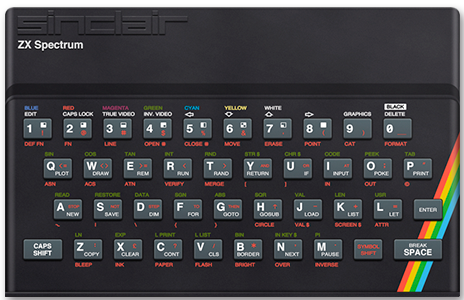 sinclair
ZX Spectrum
BLUE RED MAGENTA GREEN CYAN YELLOW WHITE BLACK
EDIT CAPS LOCK TRUE VIDEO INV. VIDEO GRAPHICS DELETE
1 ! 2 @ 3 # 4 $ 5 % 6 & 7 ' 8 ( 9 ) 0
DEF FN FN LINE OPEN # CLOSE # MOVE ERASE POINT CAT FORMAT
SIN COS TAN INT RND STR $ CHR $ CODE PEEK TAB
Q PLOT W DRAW E REM R RUN T RAND Y RETURN U IF I INPUT O POKE P PRINT
ASN ACS ATN VERIFY MERGE [ ] IN OUT ©
READ RESTORE DATA SGN ABS SQR VAL LEN USR
A NEW S SAVE D DIM F FOR G GOTO H GOSUB J LOAD K LIST L LET ENTER
~ | \ { } CIRCLE VAL $ SCREEN $ ATTR
LN EXP L PRINT L LIST BIN IN KEY $ PI
CAPS SHIFT Z COPY X CLEAR C CONT V CLS B BORDER N NEXT M PAUSE SYMBOL SHIFT BREAK SPACE
BEEP INK PAPER FLASH BRIGHT OVER INVERSE